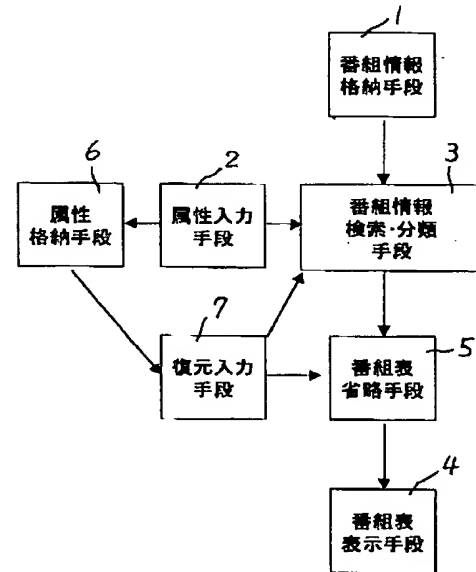 1
番組情報
格納手段
6
2
3
属性
格納手段
属性入力
手段
番組情報
検索・分類
手段
7
5
復元入力
手段
番組表
省略手段
4
番組表
表示手段